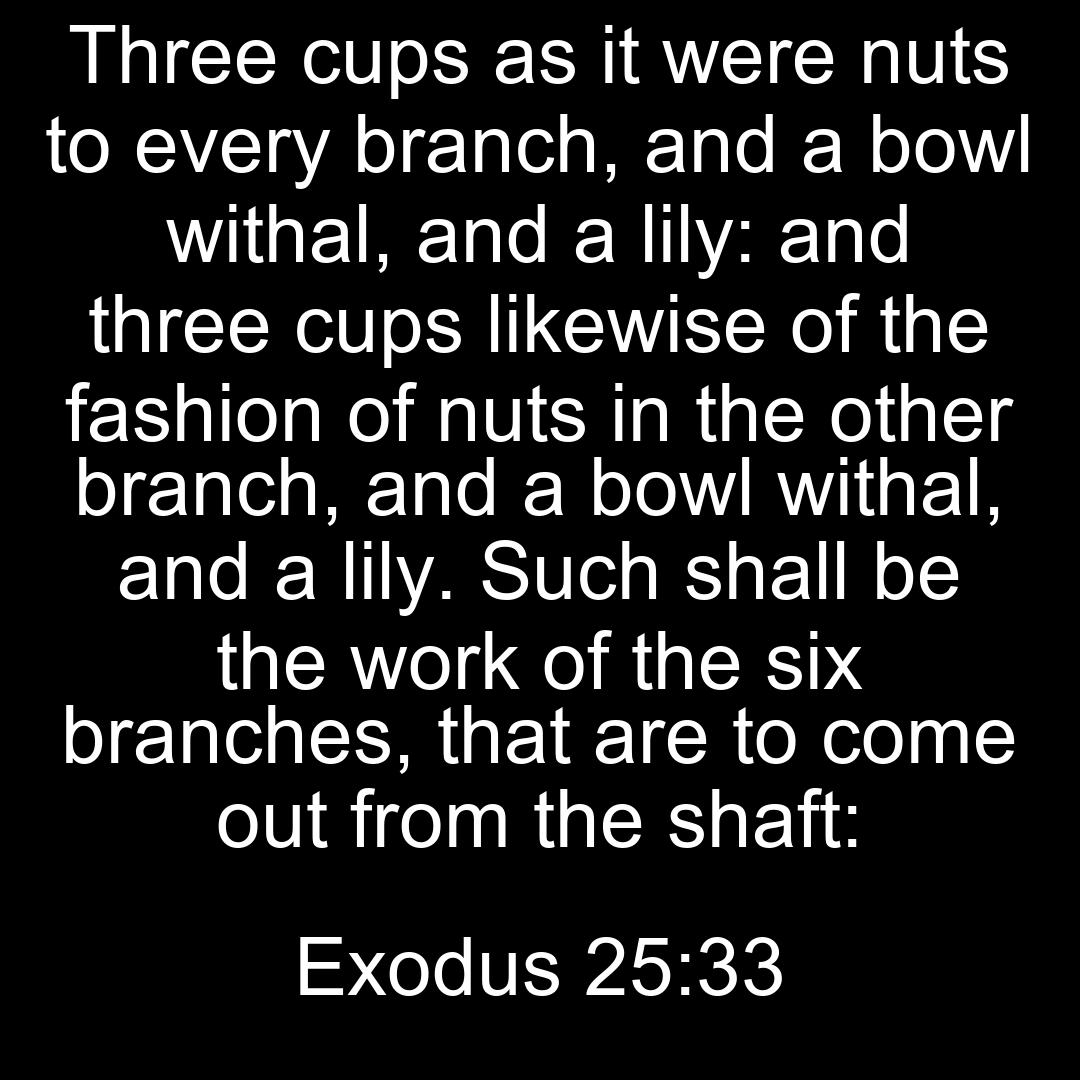 Three cups as it were nuts
to every branch, and a bowl
withal, and a lily: and
three cups likewise of the
fashion of nuts in the other
branch, and a bowl withal,
and a lily. Such shall be
the work of the six
branches, that are to come
out from the shaft:
Exodus 25:33